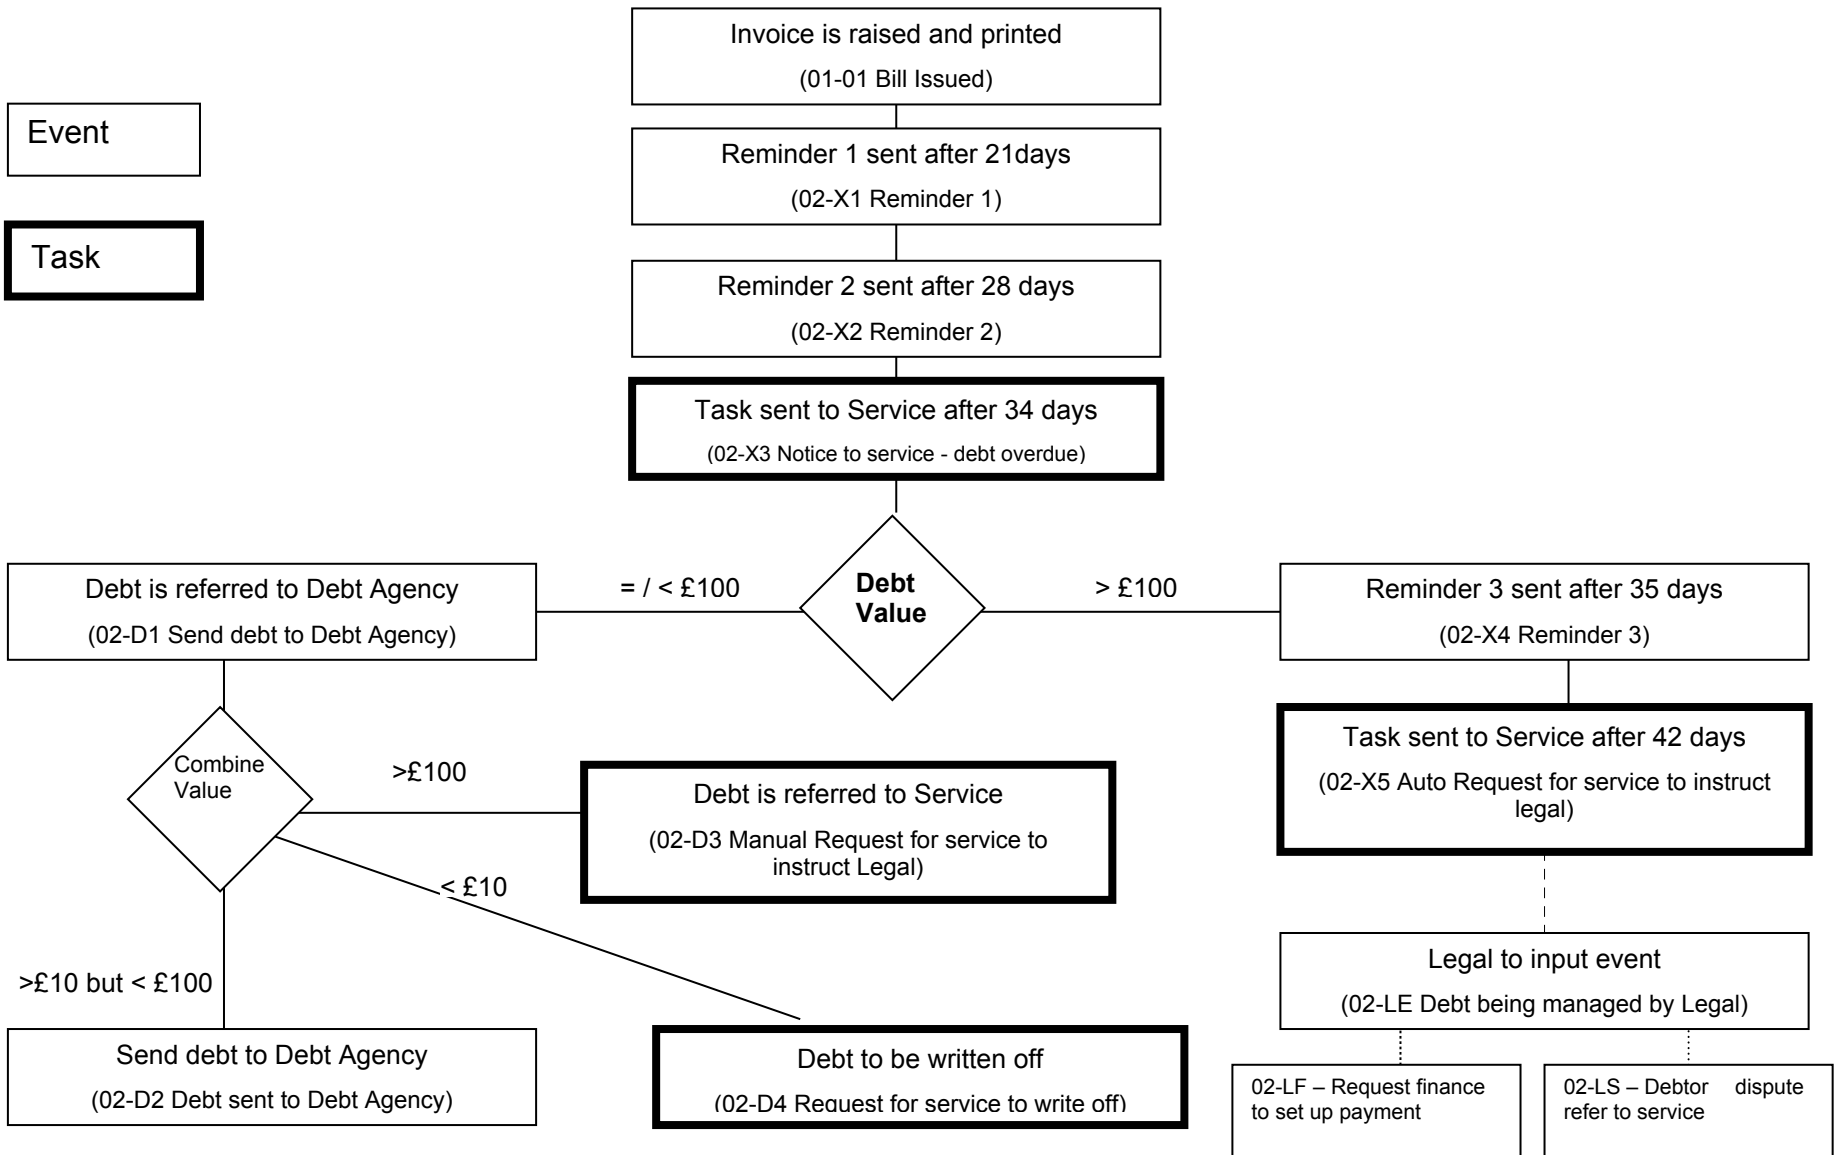 Invoice is raised and printed
(01-01 Bill Issued)
Event
Reminder 1 sent after 21days
(02-X1 Reminder 1)
Task
Reminder 2 sent after 28 days
(02-X2 Reminder 2)
Task sent to Service after 34 days
(02-X3 Notice to service - debt overdue)
Debt is referred to Debt Agency
(02-D1 Send debt to Debt Agency)
= / < £100
Debt
Value
> £100
Reminder 3 sent after 35 days
(02-X4 Reminder 3)
Combine
Value
>£100
Debt is referred to Service
(02-D3 Manual Request for service to
instruct Legal)
Task sent to Service after 42 days
(02-X5 Auto Request for service to instruct
legal)
< £10
>£10 but < £100
Legal to input event
(02-LE Debt being managed by Legal)
Send debt to Debt Agency
(02-D2 Debt sent to Debt Agency)
Debt to be written off
(02-D4 Request for service to write off)
02-LF – Request finance
to set up payment
02-LS – Debtor dispute
refer to service